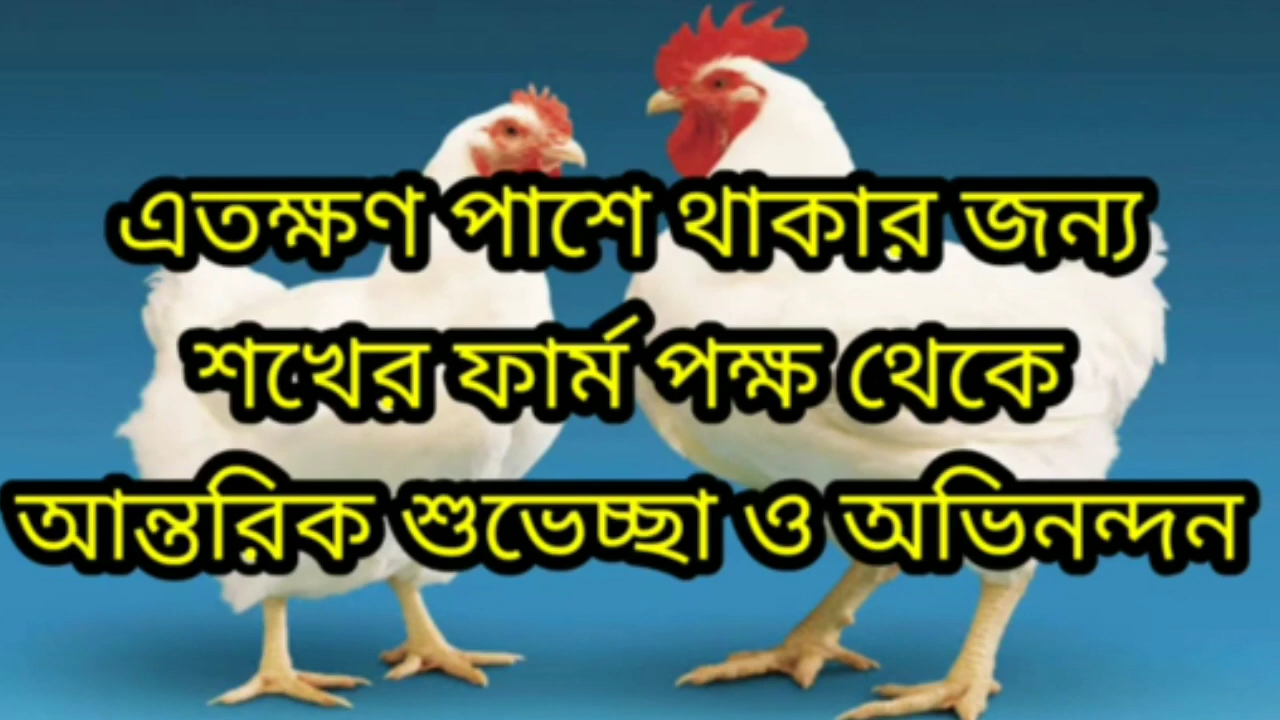 এতক্ষণ পাশে থাকার জন্য
শখের ফার্ম পক্ষ থেকে
আন্তরিক শুভেচ্ছা ও অভিনন্দন